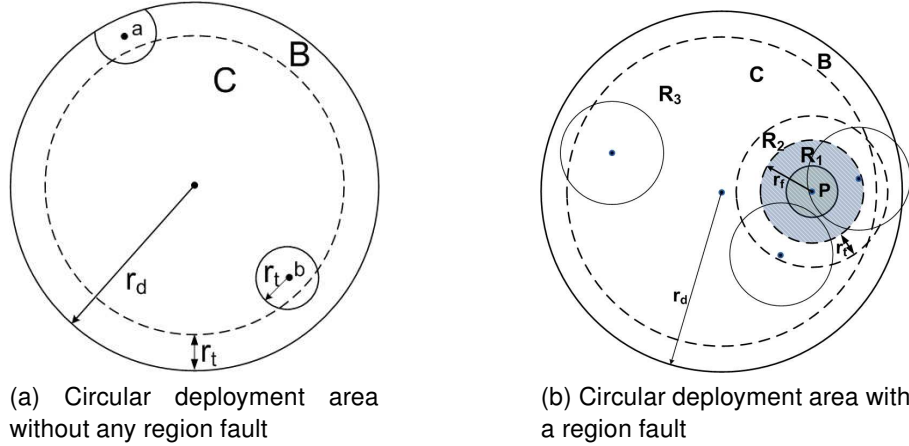 a
B
C
r_t
b
r_d
r_t
(a) Circular deployment area
without any region fault
B
C
R_3
R_2
R_1
P
r_f
r_t
r_d
(b) Circular deployment area with
a region fault